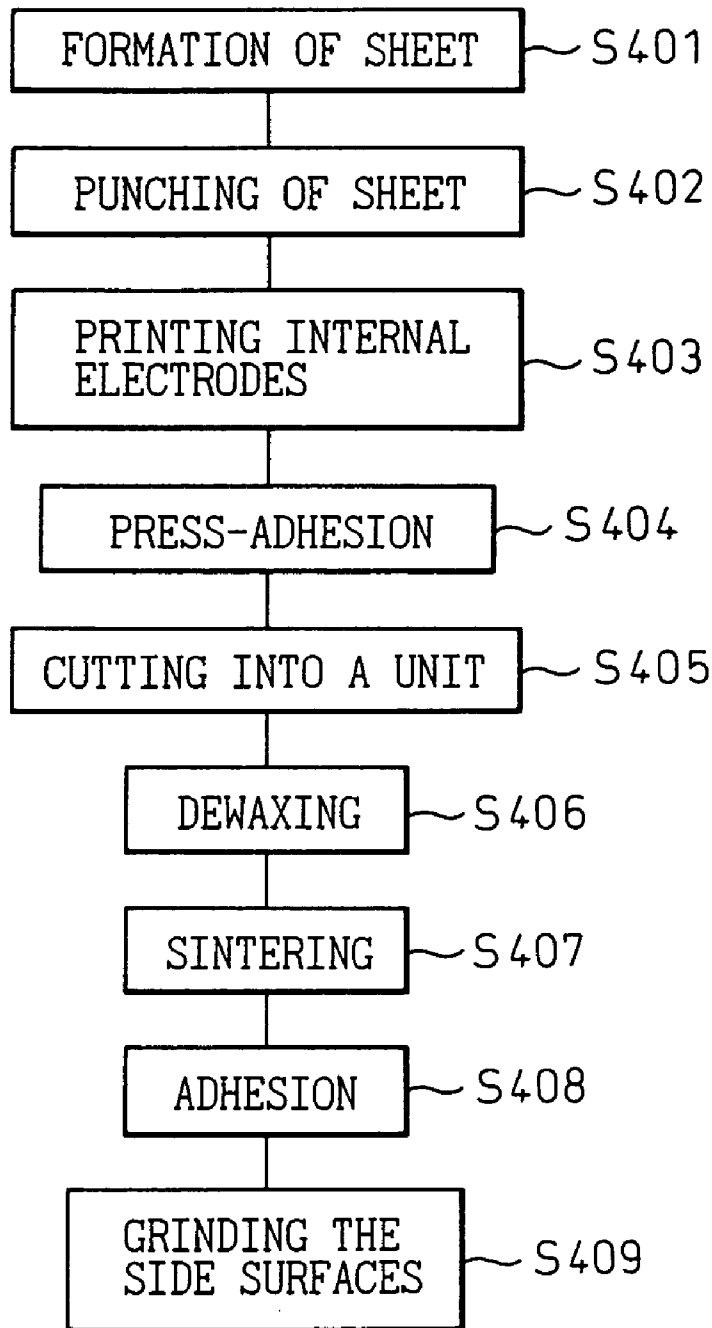 FORMATION OF SHEET S401
PUNCHING OF SHEET S402
PRINTING INTERNAL S403
ELECTRODES
PRESS-ADHESION S404
CUTTING INTO A UNIT S405
DEWAXING S406
SINTERING S407
ADHESION S408
GRINDING THE S409
SIDE SURFACES